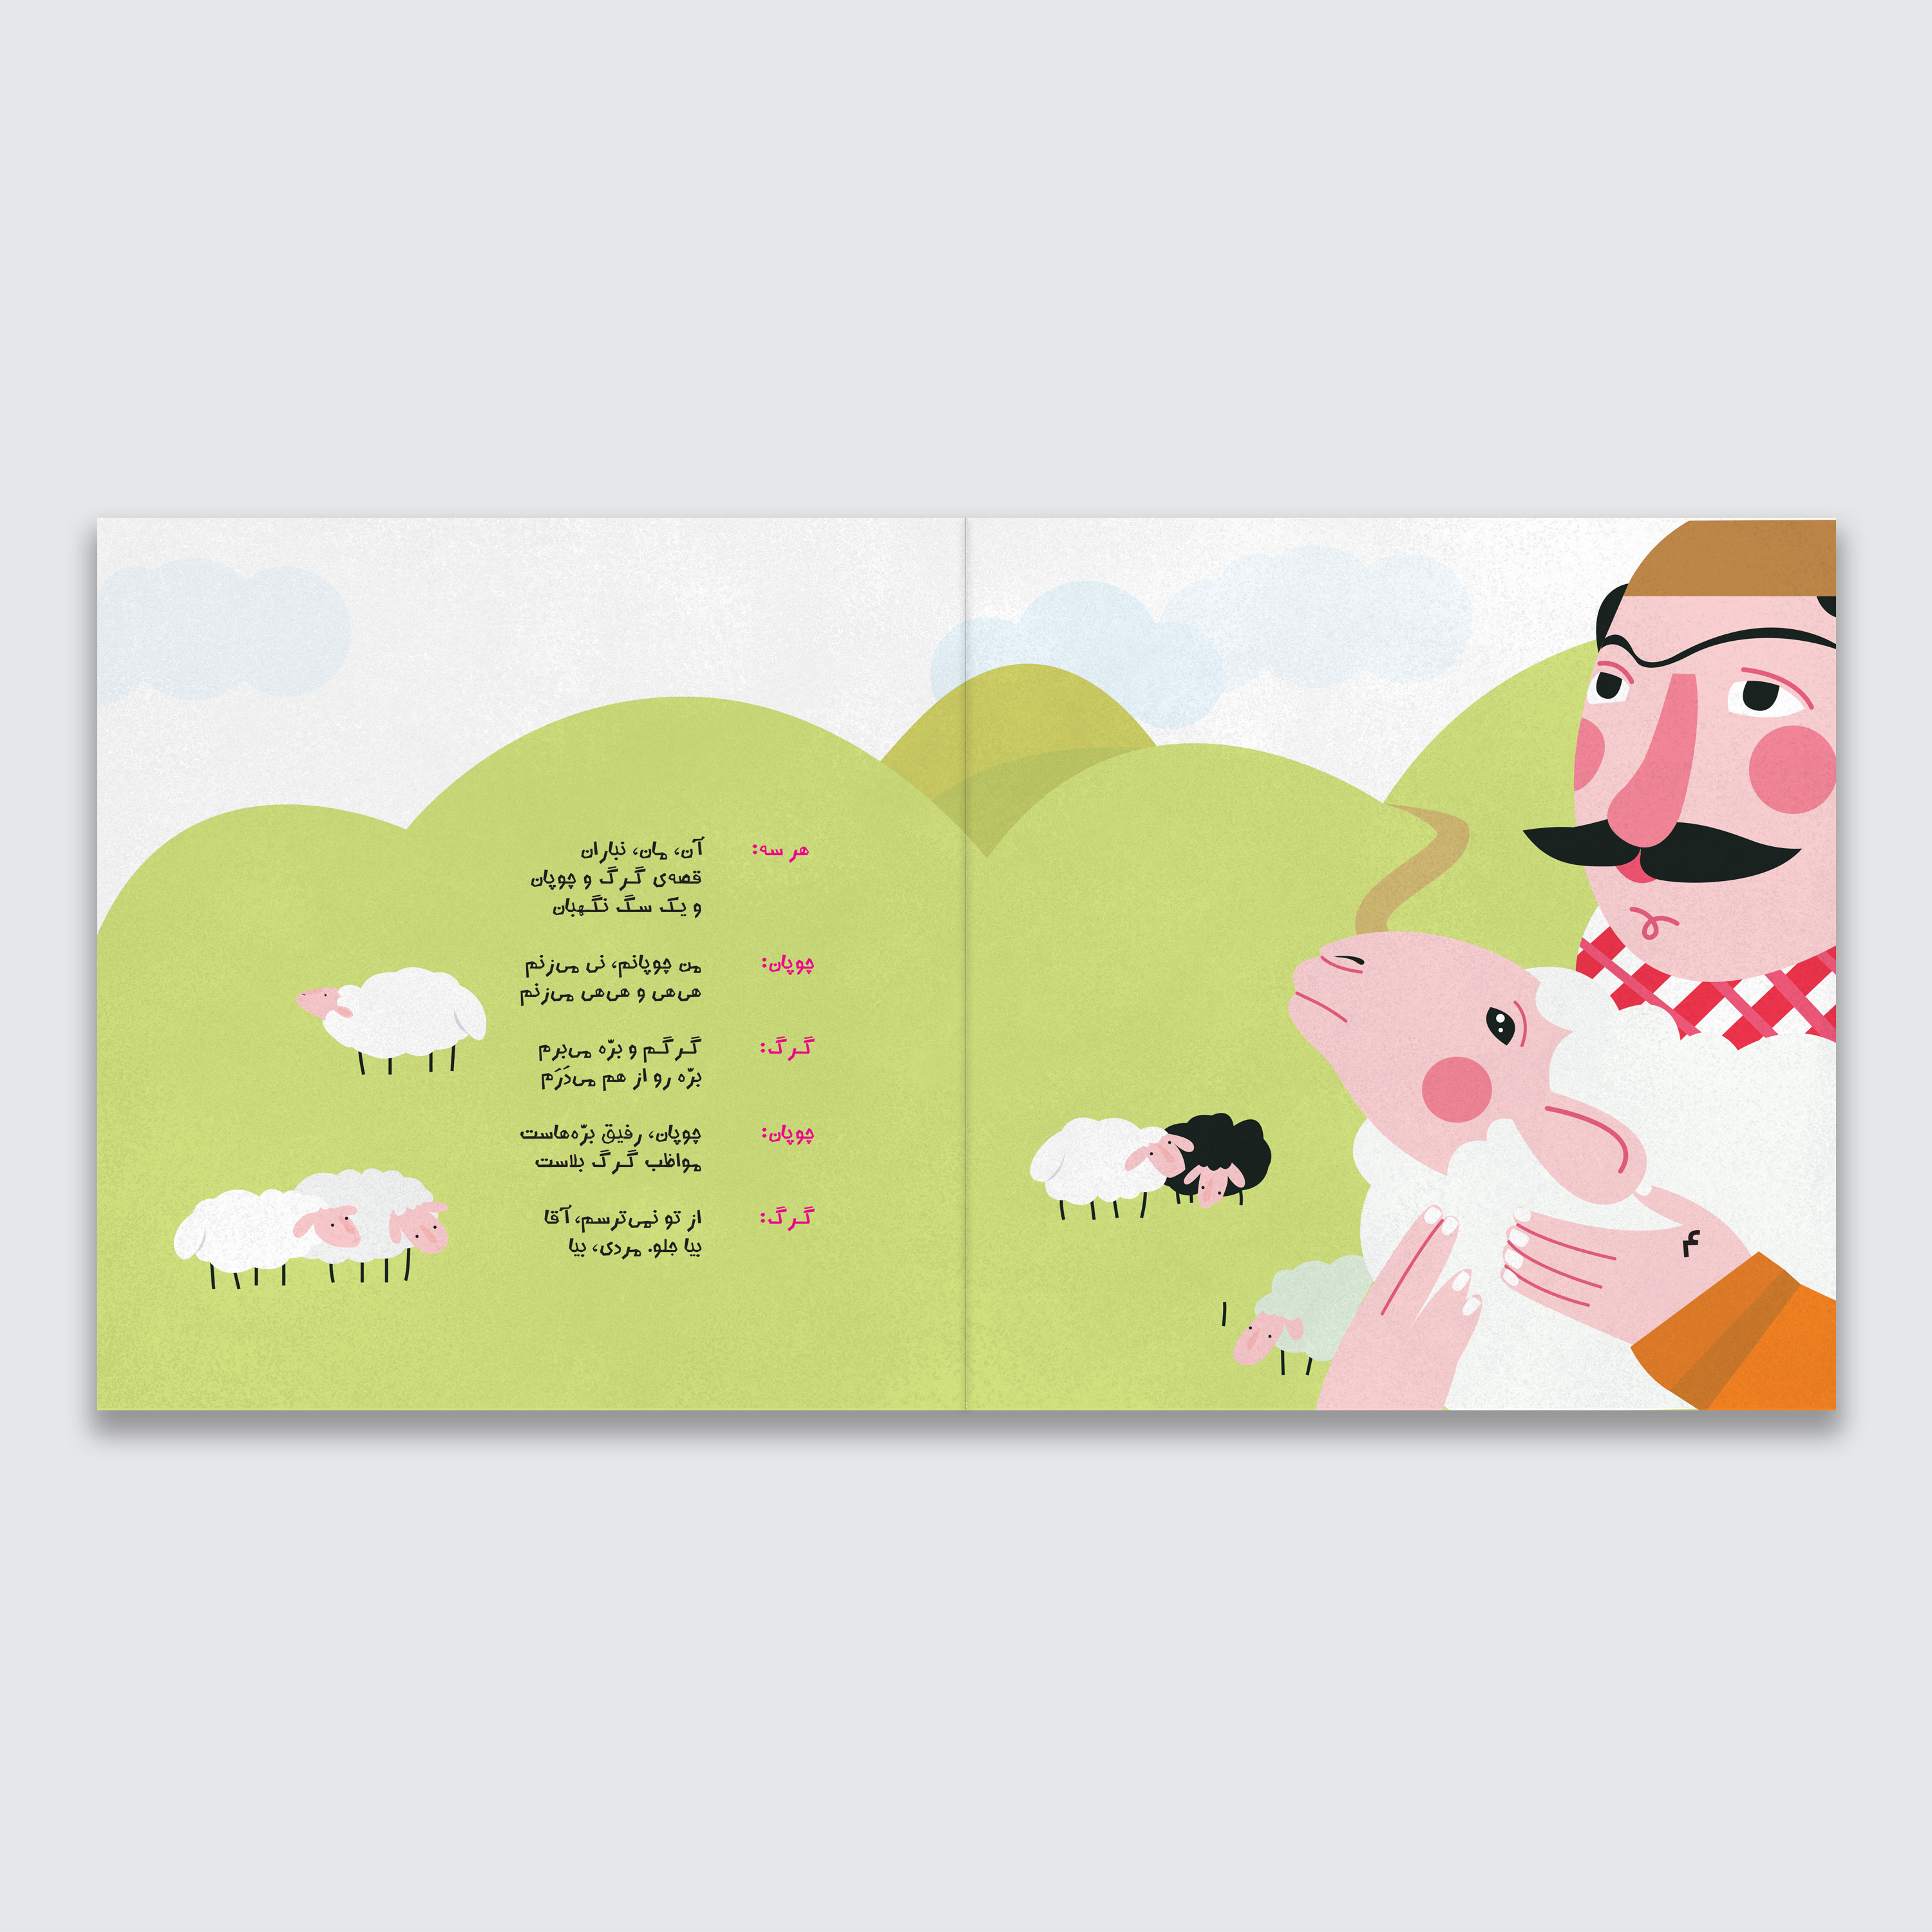 هر سه: آن، مان، نباران
قصه‌ی گرگ و چوپان
و یک سگ نگهبان
چوپان: من چوپانم، نی می‌زنم
هی‌هی و هی‌هی می‌زنم
گرگ: گرگم و برّه می‌برم
برّه رو از هم می‌دَرَم
چوپان: چوپان، رفیق برّه‌هاست
مواظب گرگ بلاست
گرگ: از تو نمی‌ترسم، آقا
بیا جلو. مردی، بیا
۴